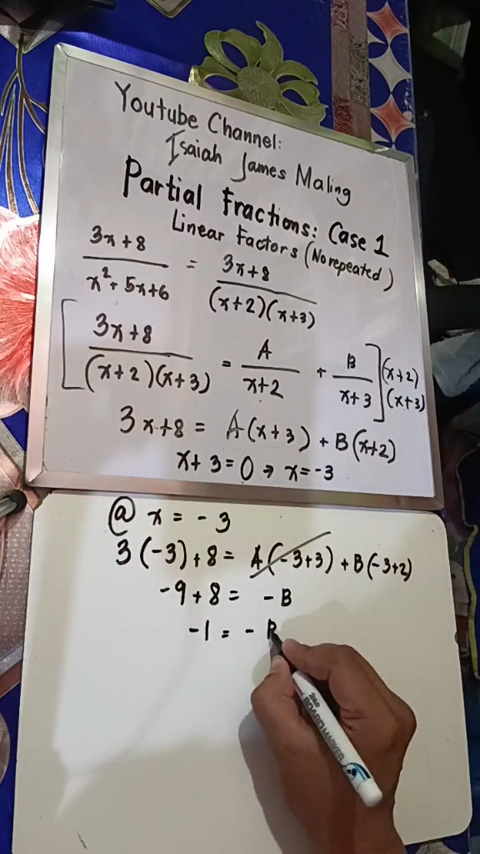 Youtube Channel:
Isaiah James Maling
Partial Fractions: Case 1
Linear Factors (No repeated)
3x+8 / x²+5x+6 = 3x+8 / (x+2)(x+3)
[3x+8 / (x+2)(x+3) = A / x+2 + B / x+3] (x+2)(x+3)
3x+8 = A(x+3) + B(x+2)
x+3=0 → x=-3
@ x = -3
3(-3)+8 = A(-3+3) + B(-3+2)
-9+8 = -B
-1 = - B
BOARD MARKER